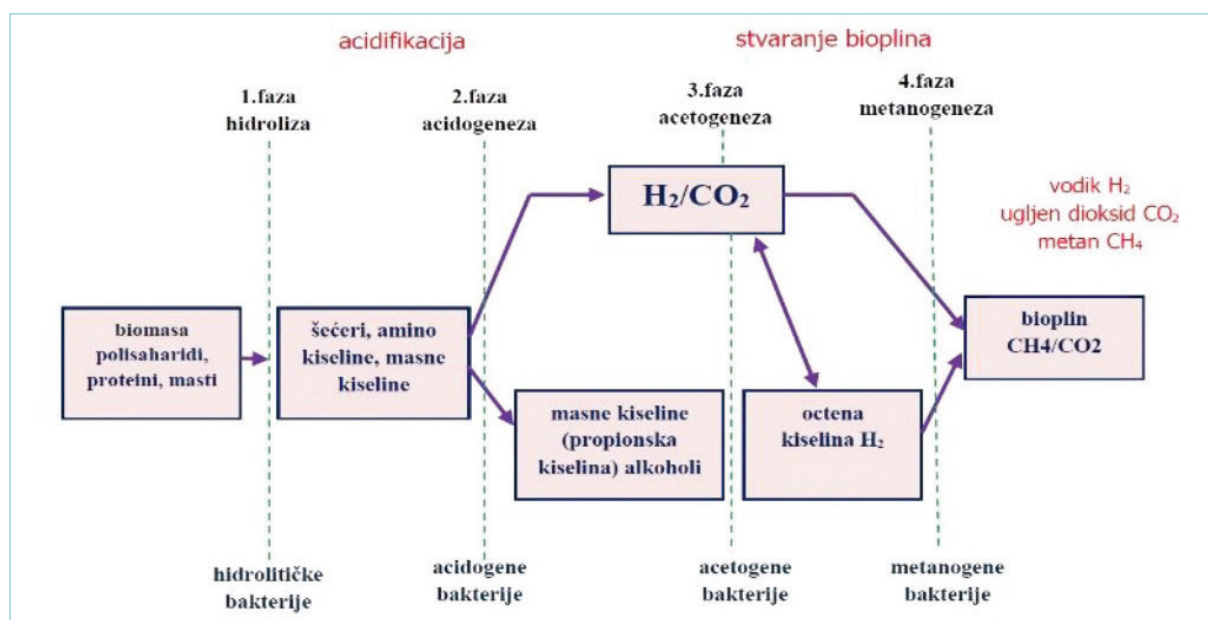 acidifikacija
stvaranje bioplina
1.faza
hidroliza
2.faza
acidogeneza
3.faza
acetogeneza
4.faza
metanogeneza
H₂/CO₂
vodik H₂
ugljen dioksid CO₂
metan CH₄
biomasa
polisaharidi,
proteini, masti
šećeri, amino
kiseline, masne
kiseline
bioplin
CH4/CO2
masne kiseline
(propionska
kiselina) alkoholi
octena
kiselina H₂
hidrolitičke
bakterije
acidogene
bakterije
acetogene
bakterije
metanogene
bakterije